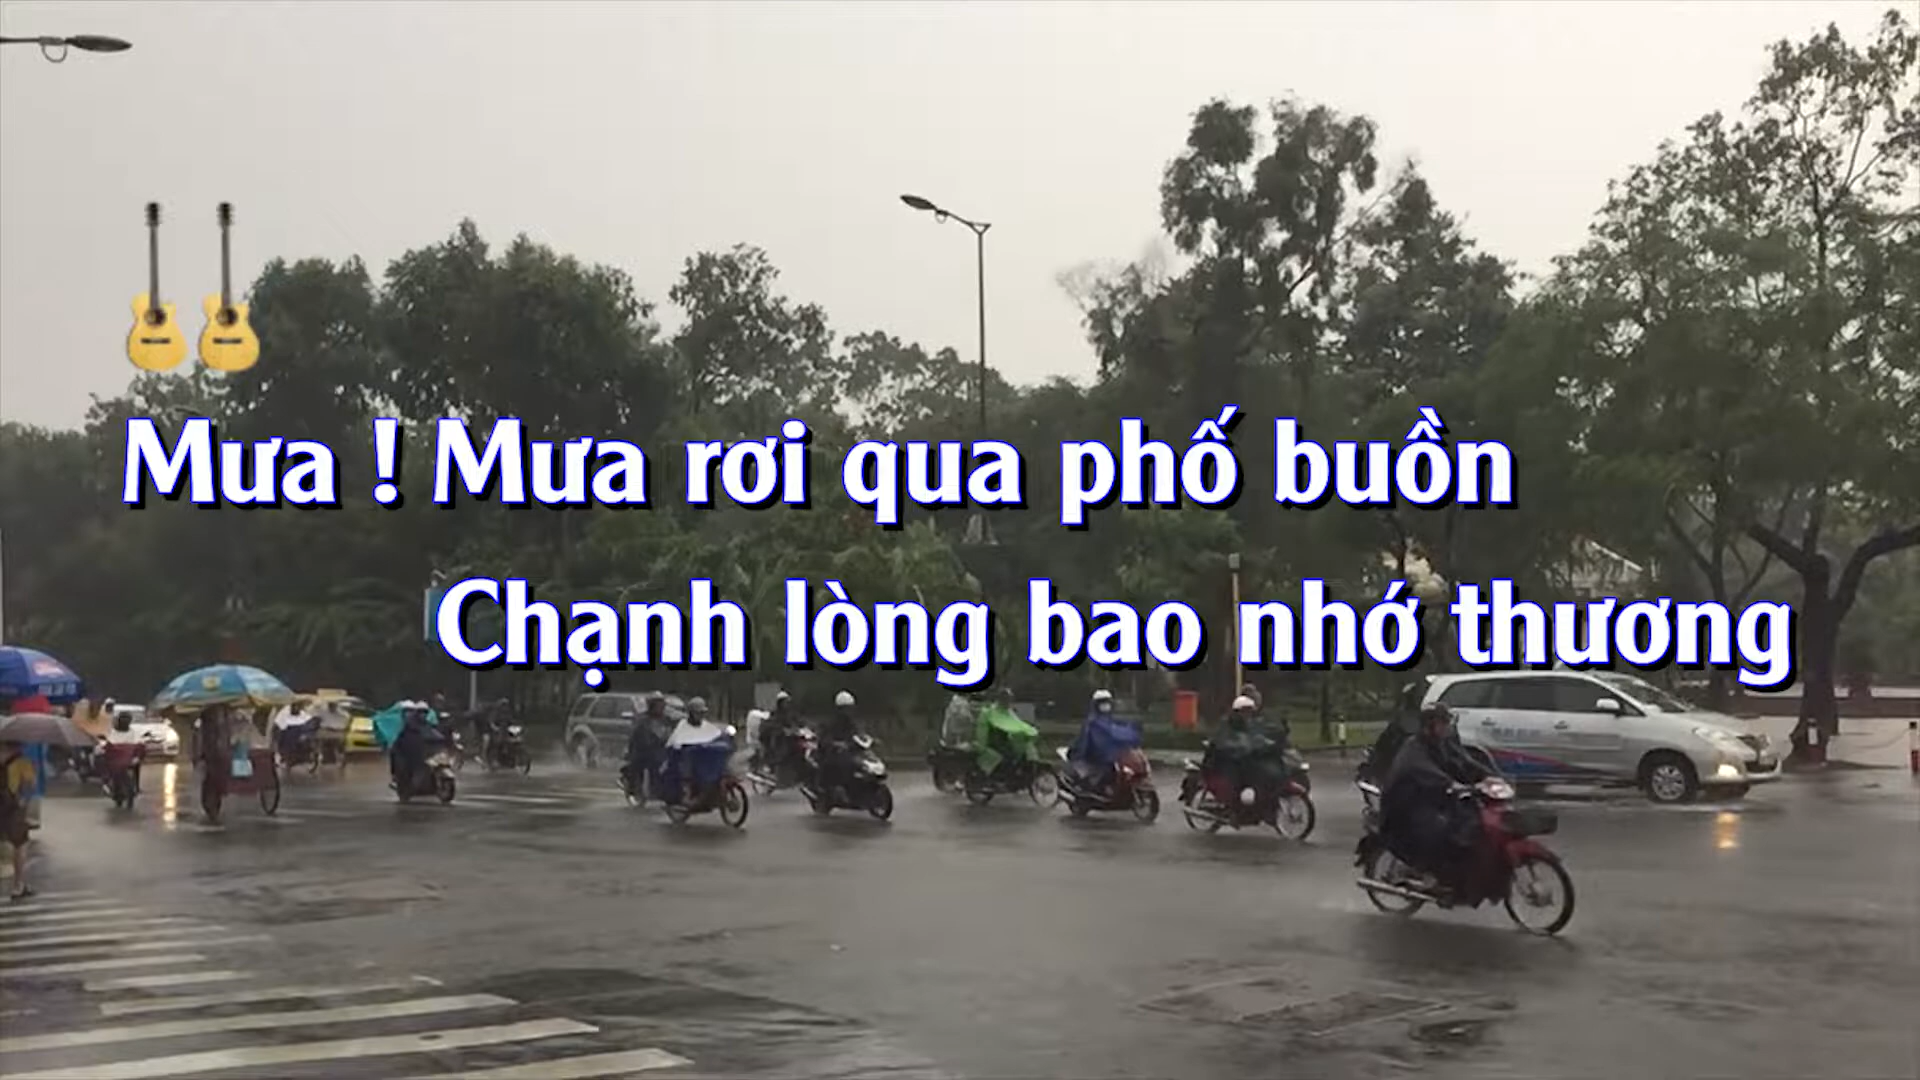 Mưa ! Mưa rơi qua phố buồn
Chạnh lòng bao nhớ thương